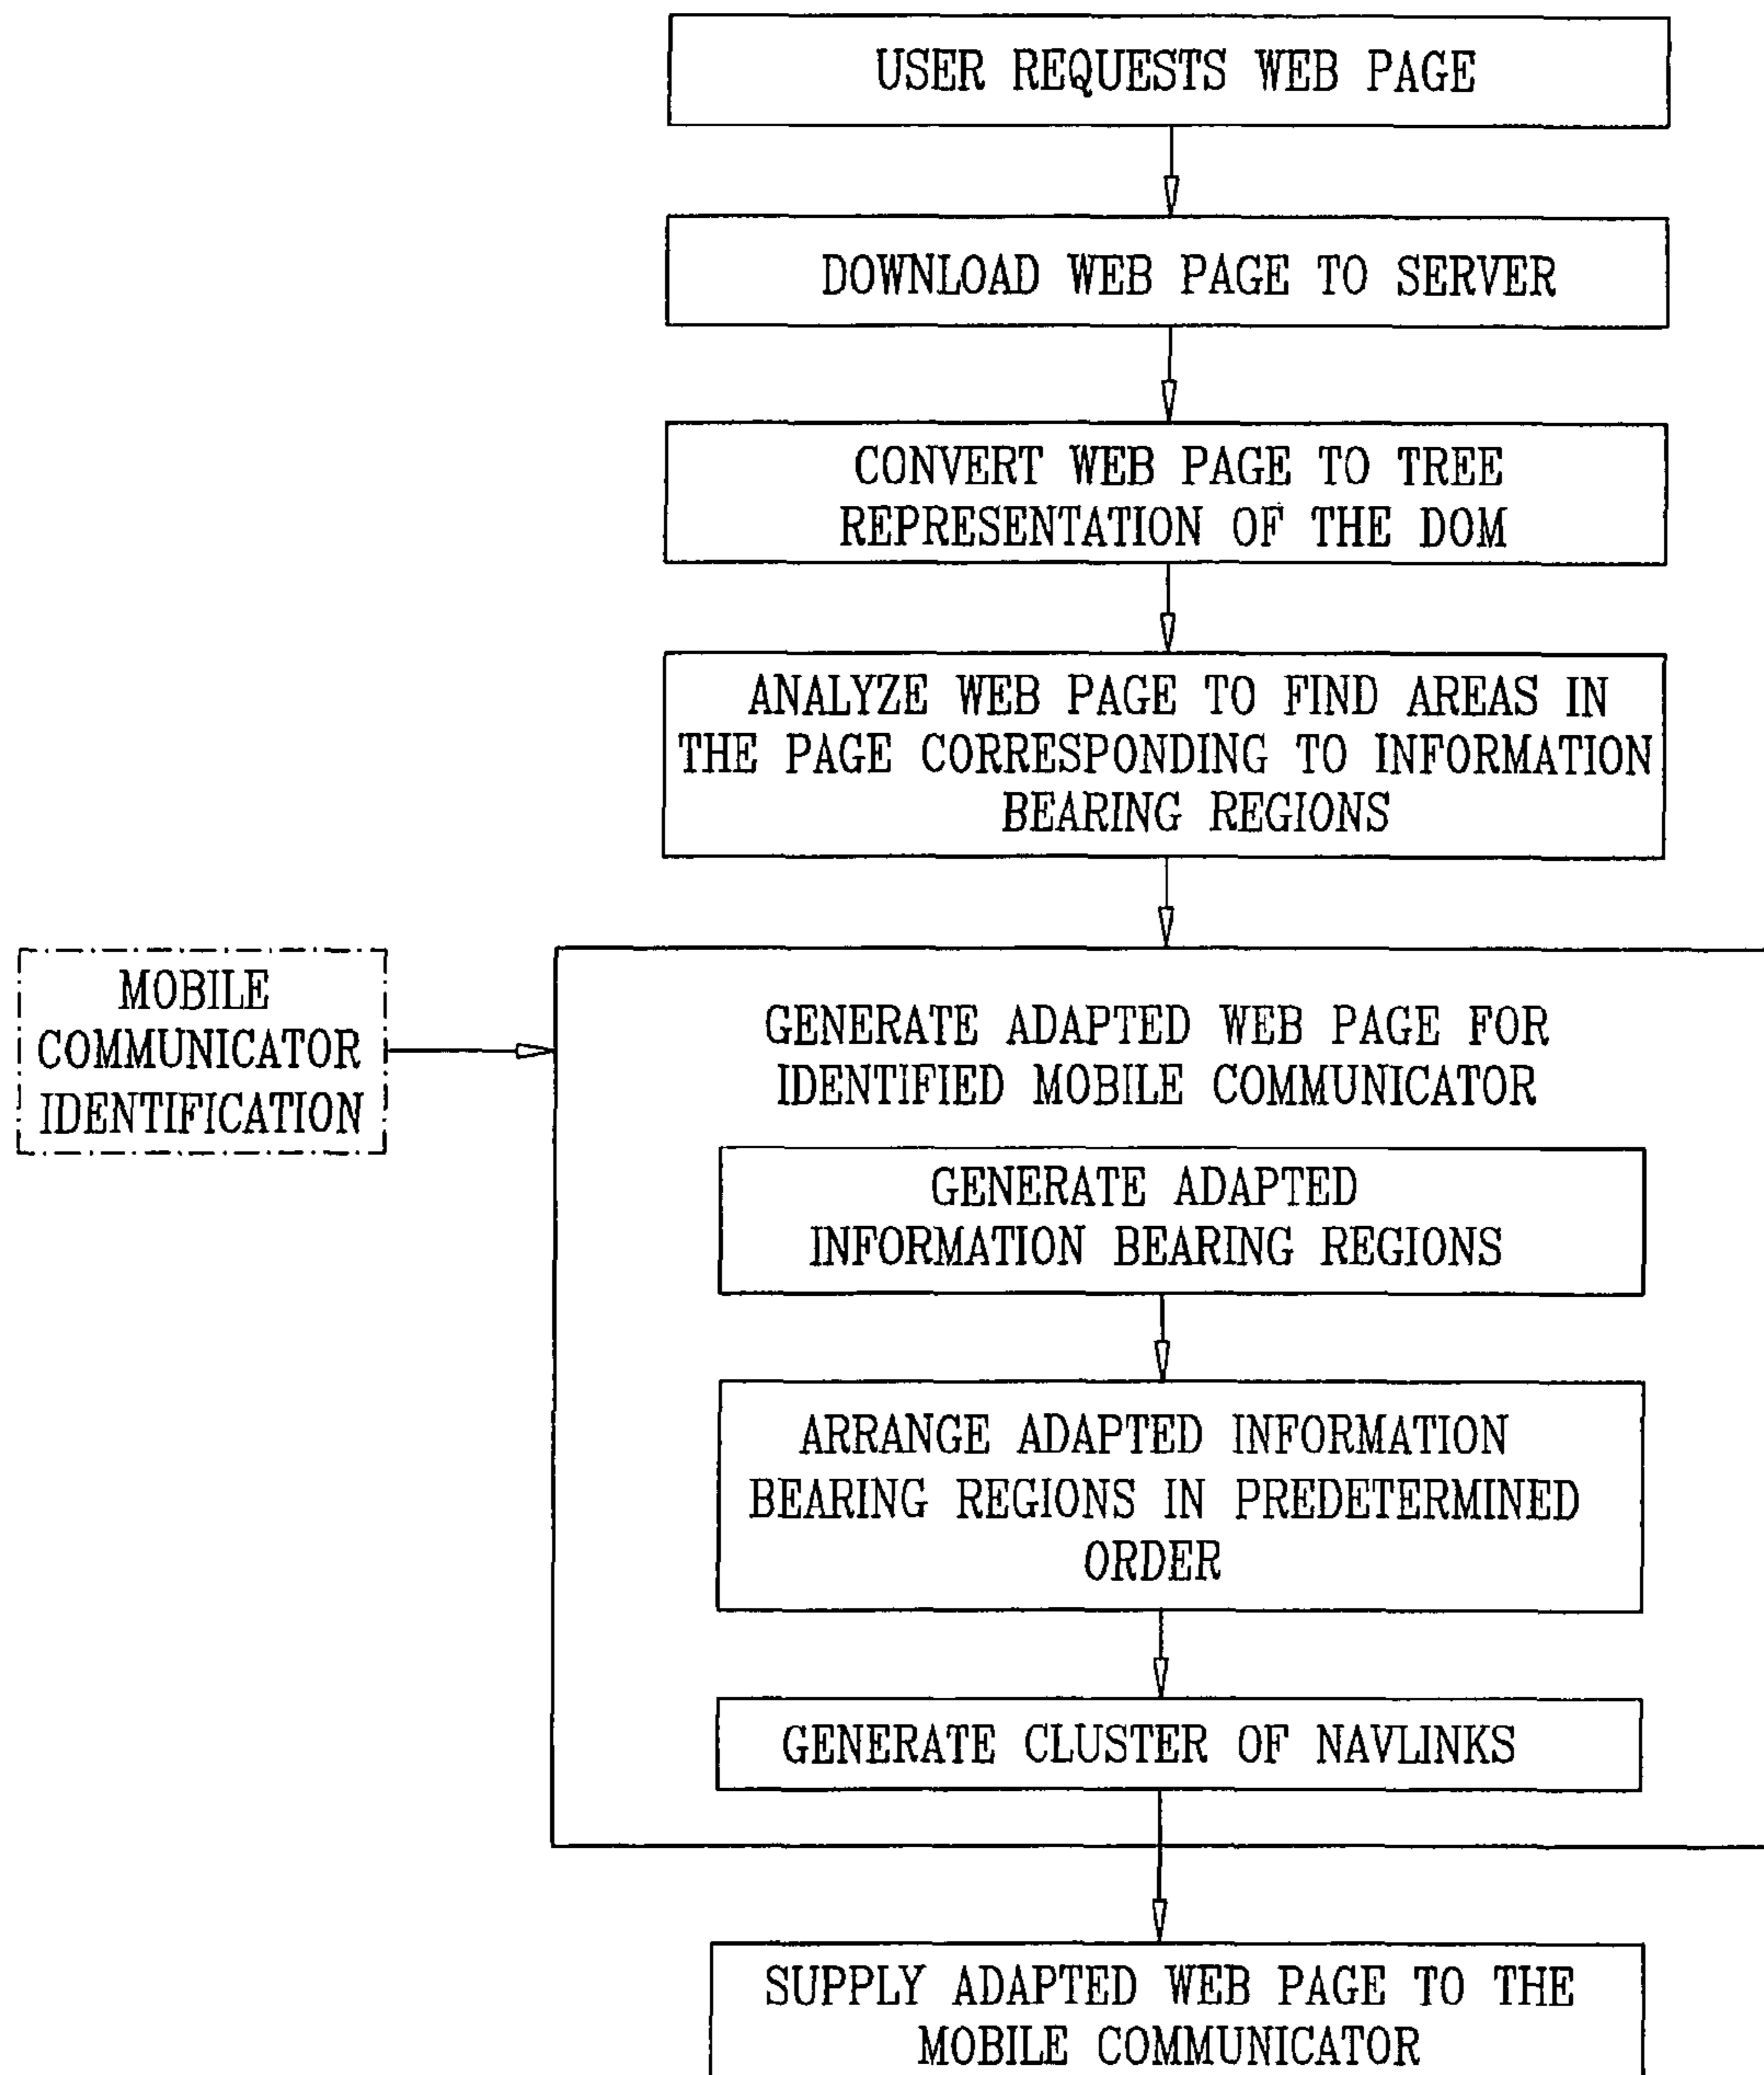 USER REQUESTS WEB PAGE
DOWNLOAD WEB PAGE TO SERVER
CONVERT WEB PAGE TO TREE
REPRESENTATION OF THE DOM
ANALYZE WEB PAGE TO FIND AREAS IN
THE PAGE CORRESPONDING TO INFORMATION
BEARING REGIONS
MOBILE
COMMUNICATOR
IDENTIFICATION
GENERATE ADAPTED WEB PAGE FOR
IDENTIFIED MOBILE COMMUNICATOR
GENERATE ADAPTED
INFORMATION BEARING REGIONS
ARRANGE ADAPTED INFORMATION
BEARING REGIONS IN PREDETERMINED
ORDER
GENERATE CLUSTER OF NAVLINKS
SUPPLY ADAPTED WEB PAGE TO THE
MOBILE COMMUNICATOR